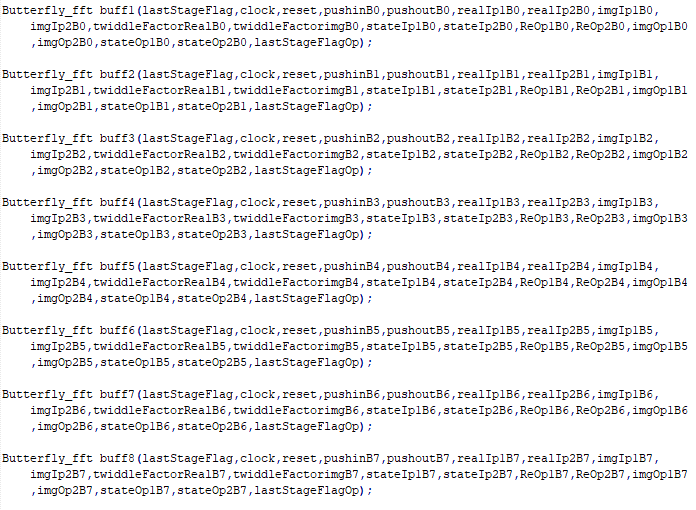 Butterfly_fft buff1(lastStageFlag,clock,reset,pushinB0,pushoutB0,realIp1B0,realIp2B0,imgIp1B0,
imgIp2B0,twiddleFactorRealB0,twiddleFactorimgB0,stateIp1B0,stateIp2B0,ReOp1B0,ReOp2B0,imgOp1B0
,imgOp2B0,stateOp1B0,stateOp2B0,lastStageFlagOp);
Butterfly_fft buff2(lastStageFlag,clock,reset,pushinB1,pushoutB1,realIp1B1,realIp2B1,imgIp1B1,
imgIp2B1,twiddleFactorRealB1,twiddleFactorimgB1,stateIp1B1,stateIp2B1,ReOp1B1,ReOp2B1,imgOp1B1
,imgOp2B1,stateOp1B1,stateOp2B1,lastStageFlagOp);
Butterfly_fft buff3(lastStageFlag,clock,reset,pushinB2,pushoutB2,realIp1B2,realIp2B2,imgIp1B2,
imgIp2B2,twiddleFactorRealB2,twiddleFactorimgB2,stateIp1B2,stateIp2B2,ReOp1B2,ReOp2B2,imgOp1B2
,imgOp2B2,stateOp1B2,stateOp2B2,lastStageFlagOp);
Butterfly_fft buff4(lastStageFlag,clock,reset,pushinB3,pushoutB3,realIp1B3,realIp2B3,imgIp1B3,
imgIp2B3,twiddleFactorRealB3,twiddleFactorimgB3,stateIp1B3,stateIp2B3,ReOp1B3,ReOp2B3,imgOp1B3
,imgOp2B3,stateOp1B3,stateOp2B3,lastStageFlagOp);
Butterfly_fft buff5(lastStageFlag,clock,reset,pushinB4,pushoutB4,realIp1B4,realIp2B4,imgIp1B4,
imgIp2B4,twiddleFactorRealB4,twiddleFactorimgB4,stateIp1B4,stateIp2B4,ReOp1B4,ReOp2B4,imgOp1B4
,imgOp2B4,stateOp1B4,stateOp2B4,lastStageFlagOp);
Butterfly_fft buff6(lastStageFlag,clock,reset,pushinB5,pushoutB5,realIp1B5,realIp2B5,imgIp1B5,
imgIp2B5,twiddleFactorRealB5,twiddleFactorimgB5,stateIp1B5,stateIp2B5,ReOp1B5,ReOp2B5,imgOp1B5
,imgOp2B5,stateOp1B5,stateOp2B5,lastStageFlagOp);
Butterfly_fft buff7(lastStageFlag,clock,reset,pushinB6,pushoutB6,realIp1B6,realIp2B6,imgIp1B6,
imgIp2B6,twiddleFactorRealB6,twiddleFactorimgB6,stateIp1B6,stateIp2B6,ReOp1B6,ReOp2B6,imgOp1B6
,imgOp2B6,stateOp1B6,stateOp2B6,lastStageFlagOp);
Butterfly_fft buff8(lastStageFlag,clock,reset,pushinB7,pushoutB7,realIp1B7,realIp2B7,imgIp1B7,
imgIp2B7,twiddleFactorRealB7,twiddleFactorimgB7,stateIp1B7,stateIp2B7,ReOp1B7,ReOp2B7,imgOp1B7
,imgOp2B7,stateOp1B7,stateOp2B7,lastStageFlagOp);